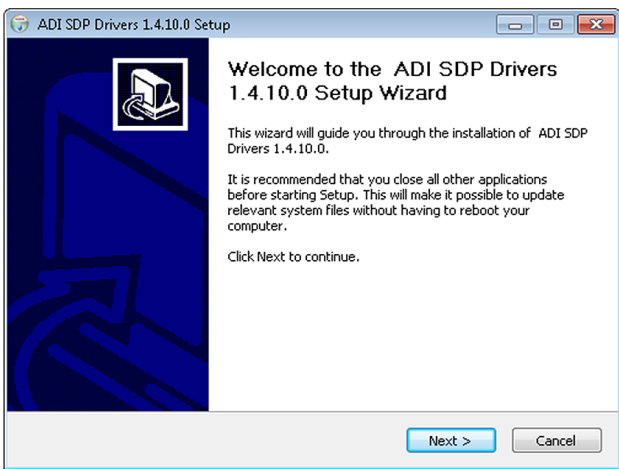 ADI SDP Drivers 1.4.10.0 Setup
Welcome to the ADI SDP Drivers
1.4.10.0 Setup Wizard
This wizard will guide you through the installation of ADI SDP
Drivers 1.4.10.0.
It is recommended that you close all other applications
before starting Setup. This will make it possible to update
relevant system files without having to reboot your
computer.
Click Next to continue.
Next >
Cancel